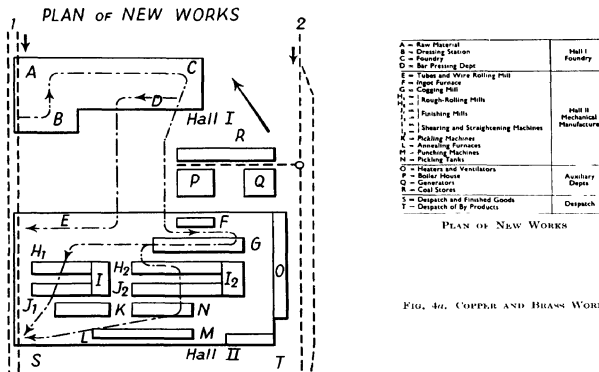 PLAN OF NEW WORKS
1
2
A
C
B
D
Hall I
R
P
Q
E
F
G
H1
H2
I
I2
O
J1
J2
K
N
L
M
S
Hall II
T
A = Raw Material
B = Dressing Station
C = Foundry
D = Bar Pressing Dept
Hall I
Foundry
E = Tubes and Wire Rolling Mill
F = Ingot Furnace
G = Cogging Mill
Rough-Rolling Mills
Finishing Mills
Shearing and Straightening Machines
K = Pickling Machines
L = Annealing Furnaces
M = Punching Machines
N = Pickling Tanks
Hall II
Mechanical
Manufacture
O = Heaters and Ventilators
P = Boiler House
Q = Generators
R = Coal Stores
Auxiliary
Depts
S = Despatch and Finished Goods
T = Despatch of By Products
Despatch
PLAN OF NEW WORKS
FIG. 4a. COPPER AND BRASS WOR